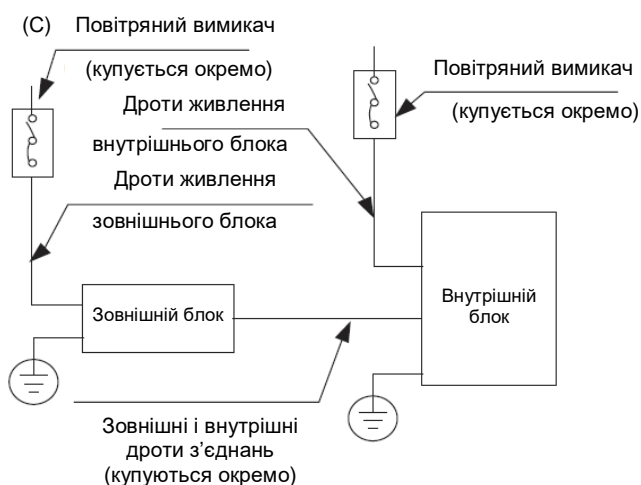 (C) Повітряний вимикач
(купується окремо)
Повітряний вимикач
(купується окремо)
Дроти живлення
внутрішнього блока
Дроти живлення
зовнішнього блока
Зовнішній блок
Внутрішній
блок
Зовнішні і внутрішні
дроти з’єднань
(купуються окремо)